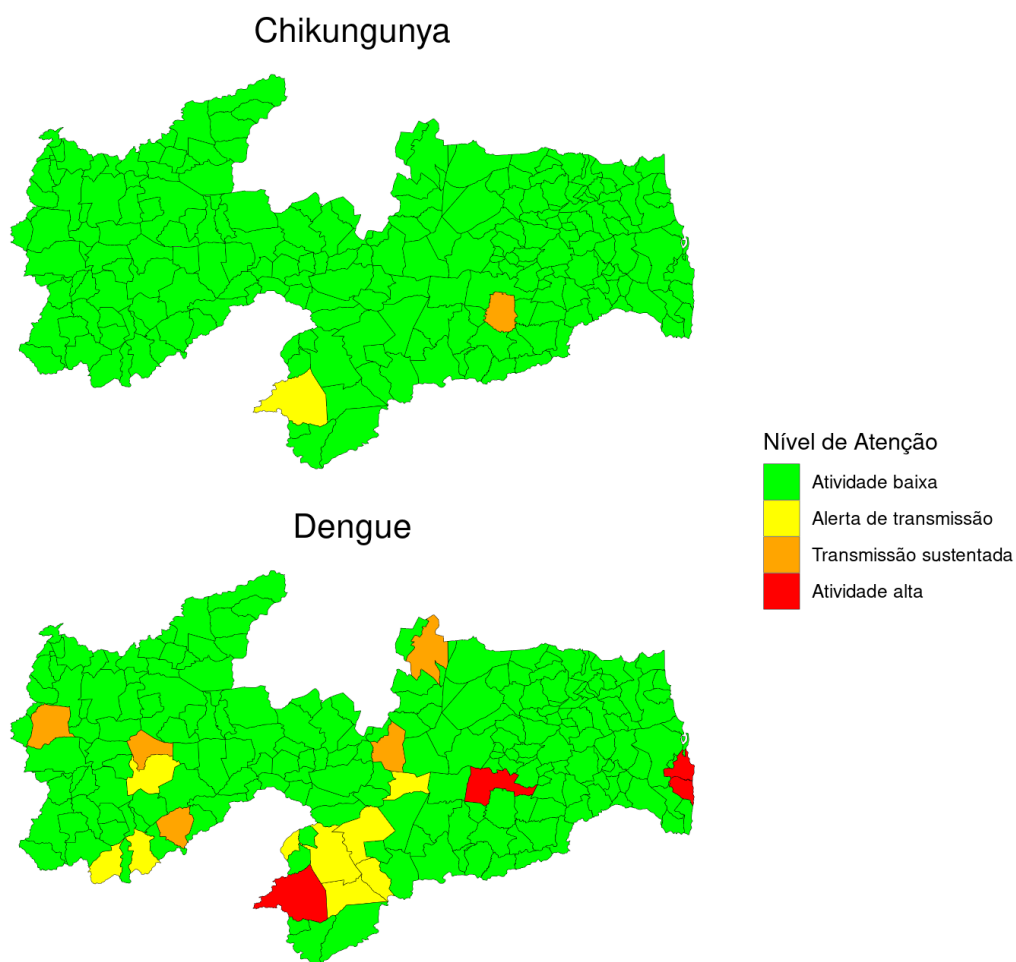 Chikungunya
Nível de Atenção
Atividade baixa
Alerta de transmissão
Dengue
Transmissão sustentada
Atividade alta